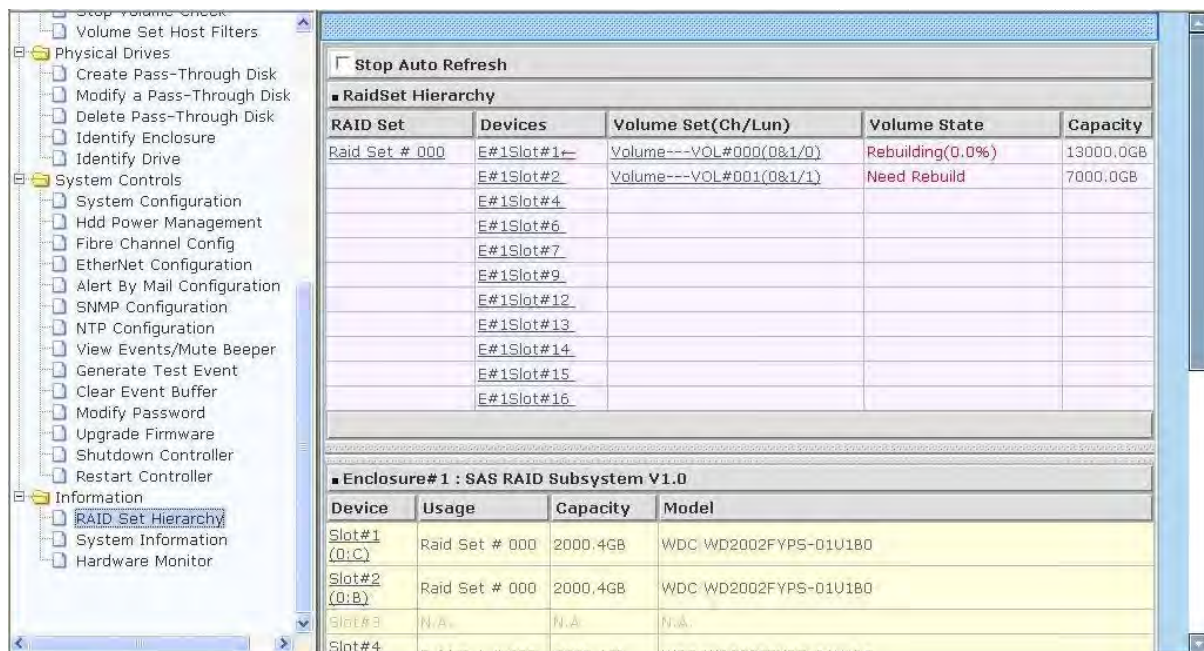 Stop Volume Check
Volume Set Host Filters
Physical Drives
Create Pass-Through Disk
Modify a Pass-Through Disk
Delete Pass-Through Disk
Identify Enclosure
Identify Drive
System Controls
System Configuration
Hdd Power Management
Fibre Channel Config
EtherNet Configuration
Alert By Mail Configuration
SNMP Configuration
NTP Configuration
View Events/Mute Beeper
Generate Test Event
Clear Event Buffer
Modify Password
Upgrade Firmware
Shutdown Controller
Restart Controller
Information
RAID Set Hierarchy
System Information
Hardware Monitor
Stop Auto Refresh
RaidSet Hierarchy
RAID Set Devices Volume Set(Ch/Lun) Volume State Capacity
Raid Set # 000 E#1Slot#1← Volume---VOL#000(0&1/0) Rebuilding(0.0%) 13000.0GB
E#1Slot#2 Volume---VOL#001(0&1/1) Need Rebuild 7000.0GB
E#1Slot#4
E#1Slot#6
E#1Slot#7
E#1Slot#9
E#1Slot#12
E#1Slot#13
E#1Slot#14
E#1Slot#15
E#1Slot#16
Enclosure#1 : SAS RAID Subsystem V1.0
Device Usage Capacity Model
Slot#1 (0:C) Raid Set # 000 2000.4GB WDC WD2002FYPS-01U1B0
Slot#2 (0:B) Raid Set # 000 2000.4GB WDC WD2002FYPS-01U1B0
Slot#3 N.A. N.A. N.A.
Slot#4